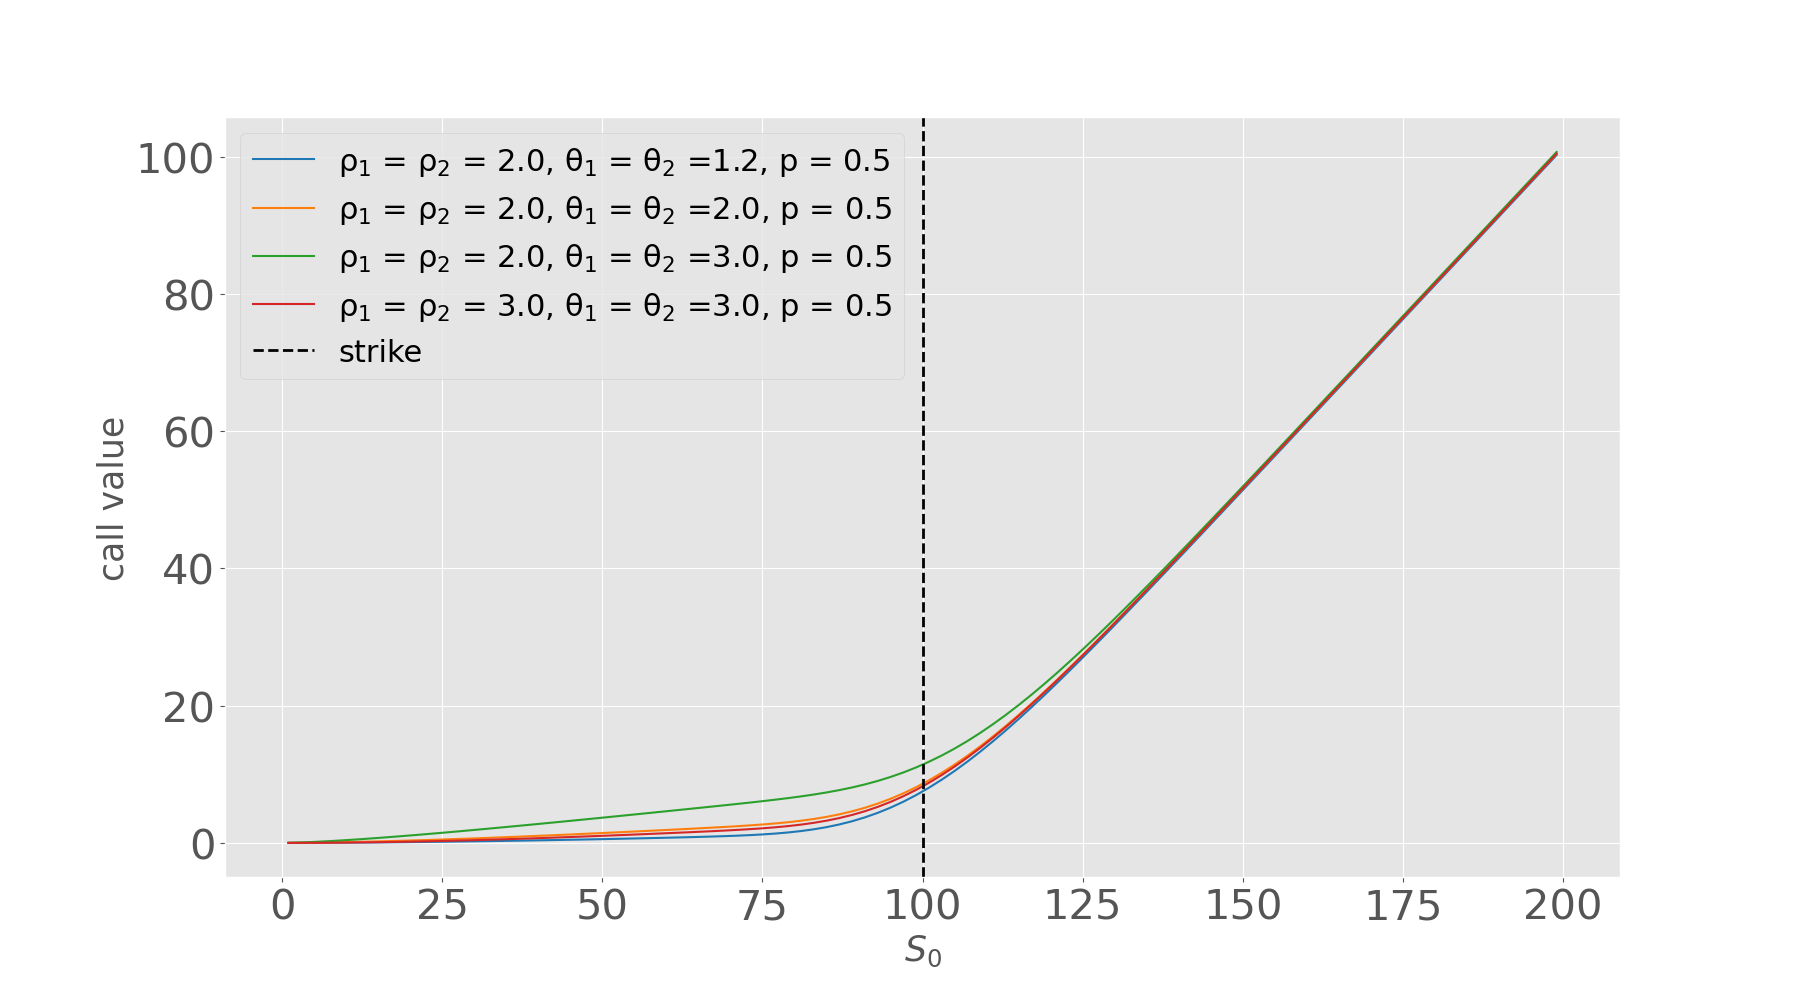 ρ₁ = ρ₂ = 2.0, θ₁ = θ₂ =1.2, p = 0.5
ρ₁ = ρ₂ = 2.0, θ₁ = θ₂ =2.0, p = 0.5
ρ₁ = ρ₂ = 2.0, θ₁ = θ₂ =3.0, p = 0.5
ρ₁ = ρ₂ = 3.0, θ₁ = θ₂ =3.0, p = 0.5
strike
call value
100
80
60
40
20
0
0 25 50 75 100 125 150 175 200
S₀